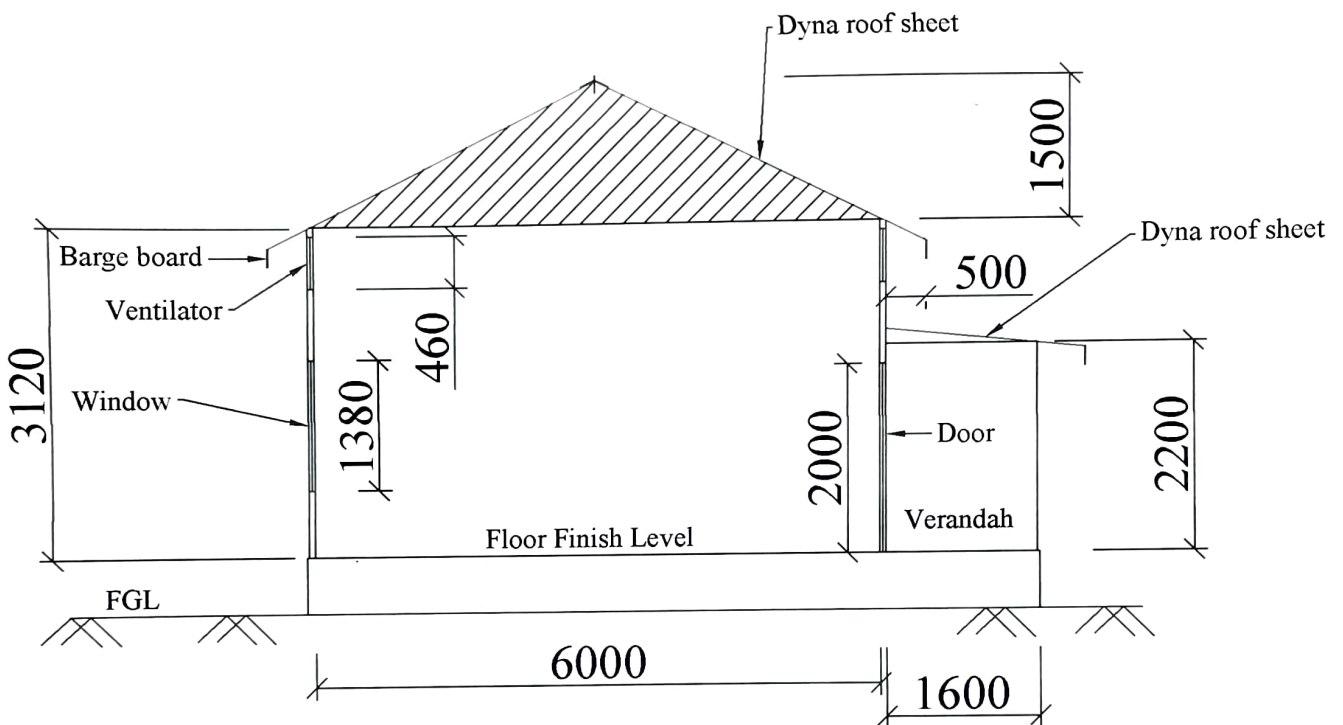 Dyna roof sheet
1500
Dyna roof sheet
Barge board
500
Ventilator
460
3120
Window
1380
2000
Door
2200
Verandah
Floor Finish Level
FGL
6000
1600